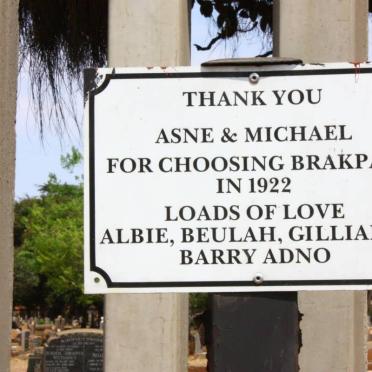 THANK YOU
ASNE & MICHAEL
FOR CHOOSING BRAKPA
IN 1922
LOADS OF LOVE
ALBIE, BEULAH, GILLIA
BARRY ADNO